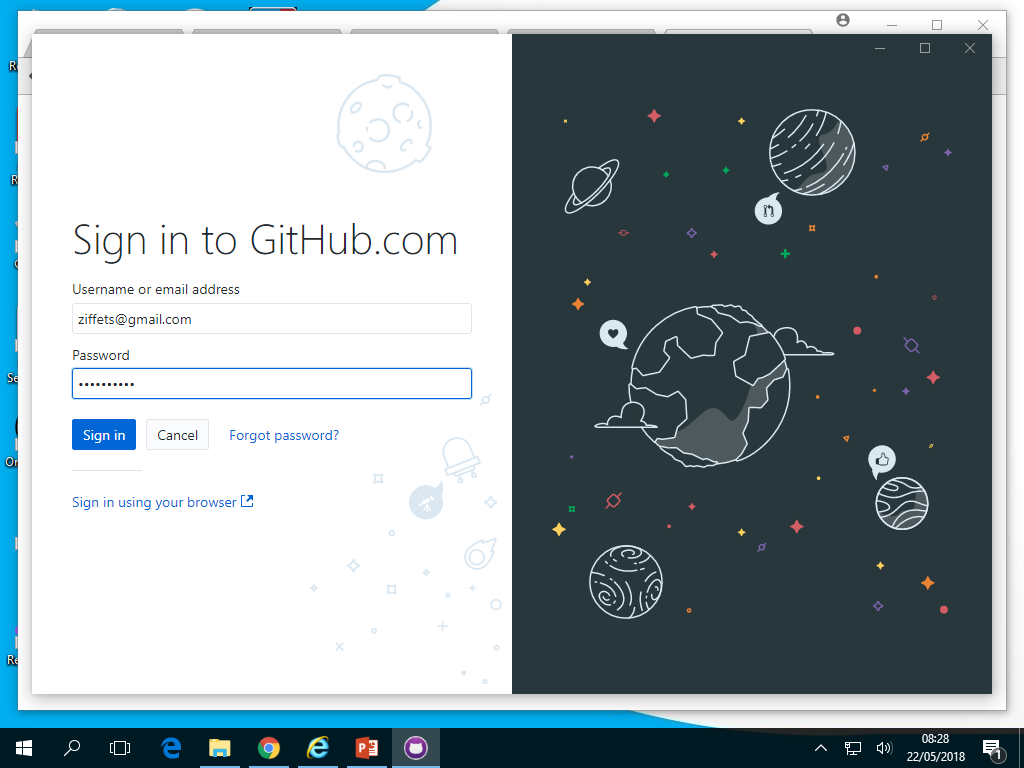 Sign in to GitHub.com
Username or email address
ziffets@gmail.com
Password
••••••••••
Sign in
Cancel
Forgot password?
Sign in using your browser
08:28
22/05/2018
1